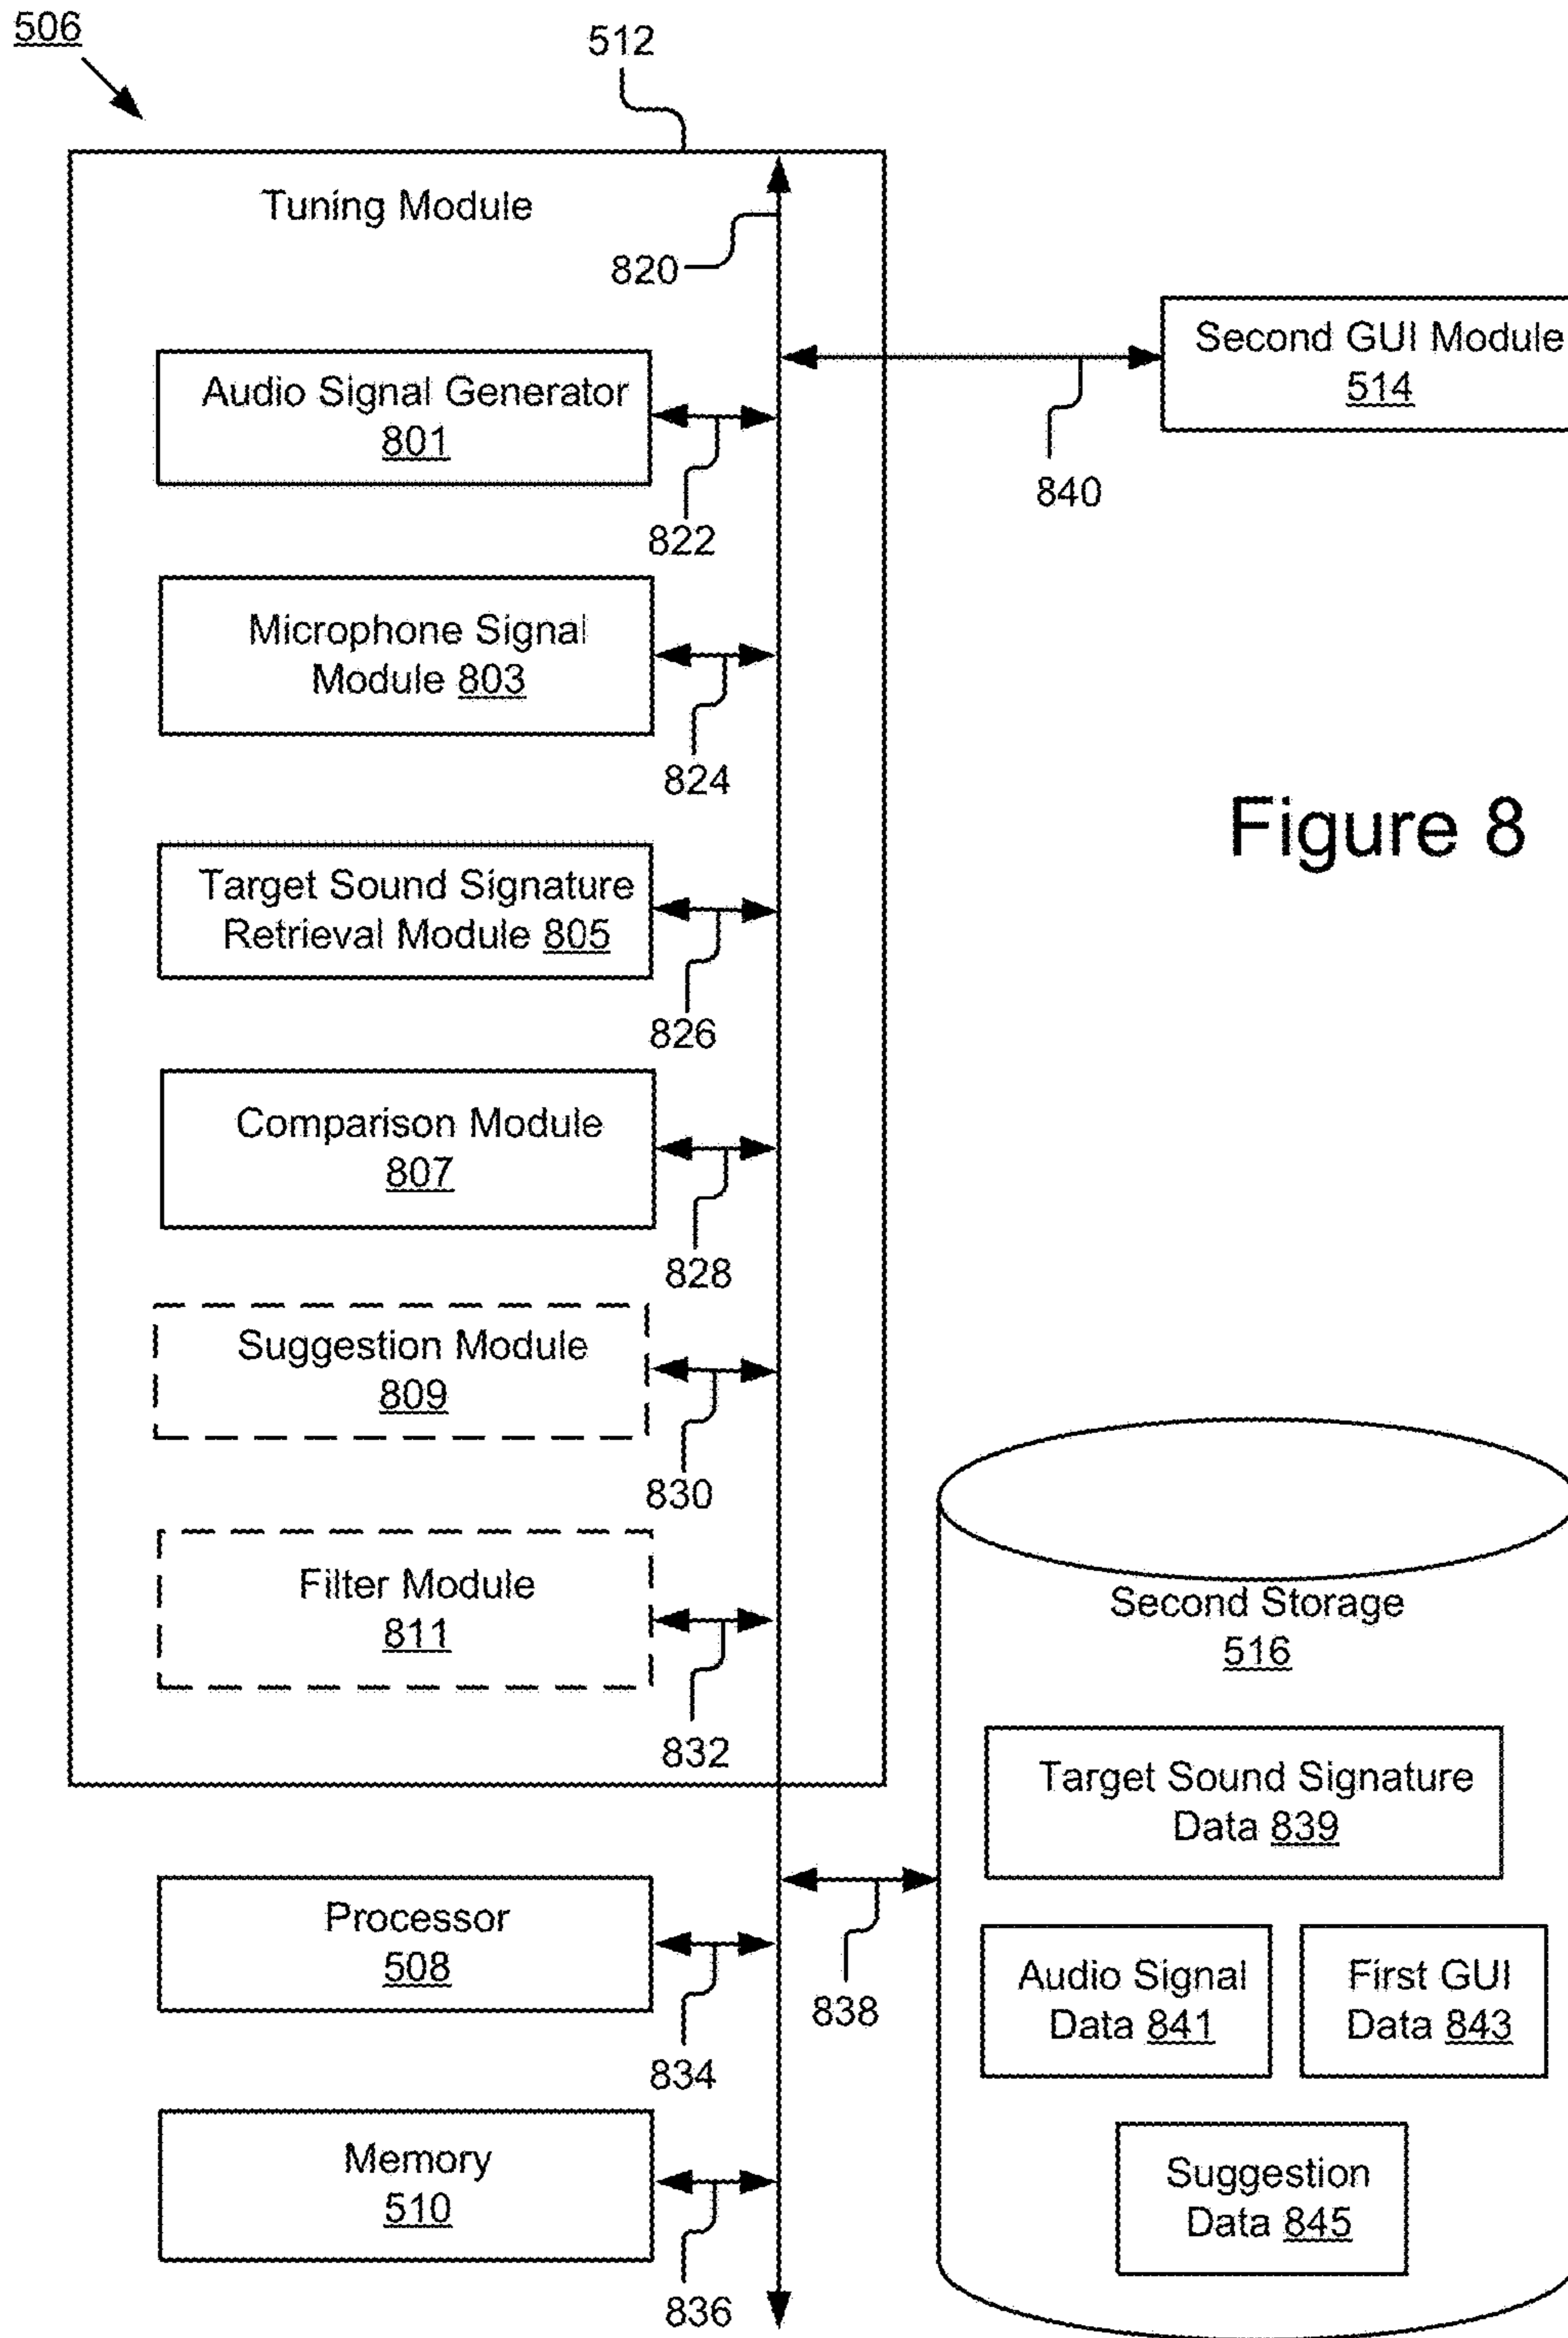 506
512
Tuning Module
820
Second GUI Module
514
840
Audio Signal Generator
801
822
Microphone Signal
Module 803
824
Figure 8
Target Sound Signature
Retrieval Module 805
826
Comparison Module
807
828
Suggestion Module
809
830
Filter Module
811
832
Second Storage
516
Target Sound Signature
Data 839
Processor
508
834
838
Audio Signal
Data 841
First GUI
Data 843
Memory
510
836
Suggestion
Data 845